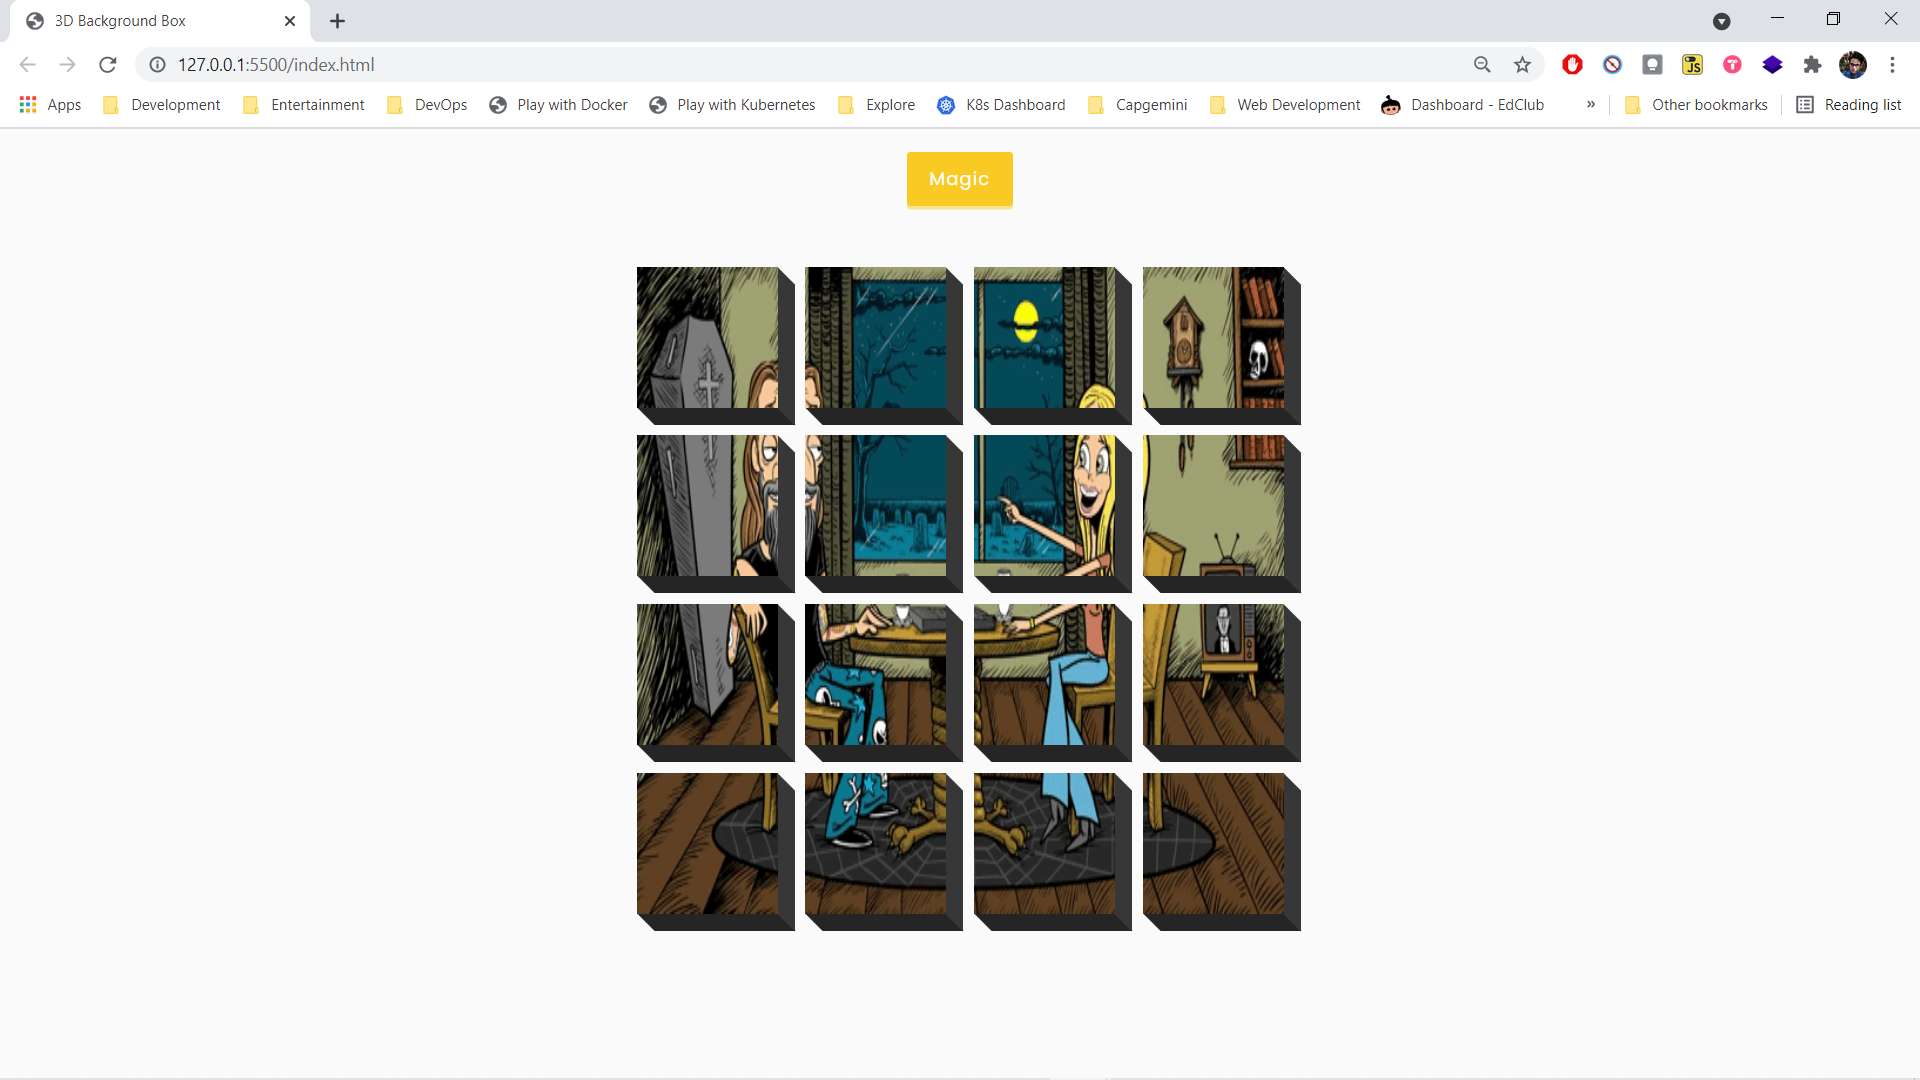 3D Background Box
127.0.0.1:5500/index.html
JS
Apps Development Entertainment DevOps Play with Docker Play with Kubernetes Explore K8s Dashboard Capgemini Web Development Dashboard - EdClub » Other bookmarks Reading list
Magic